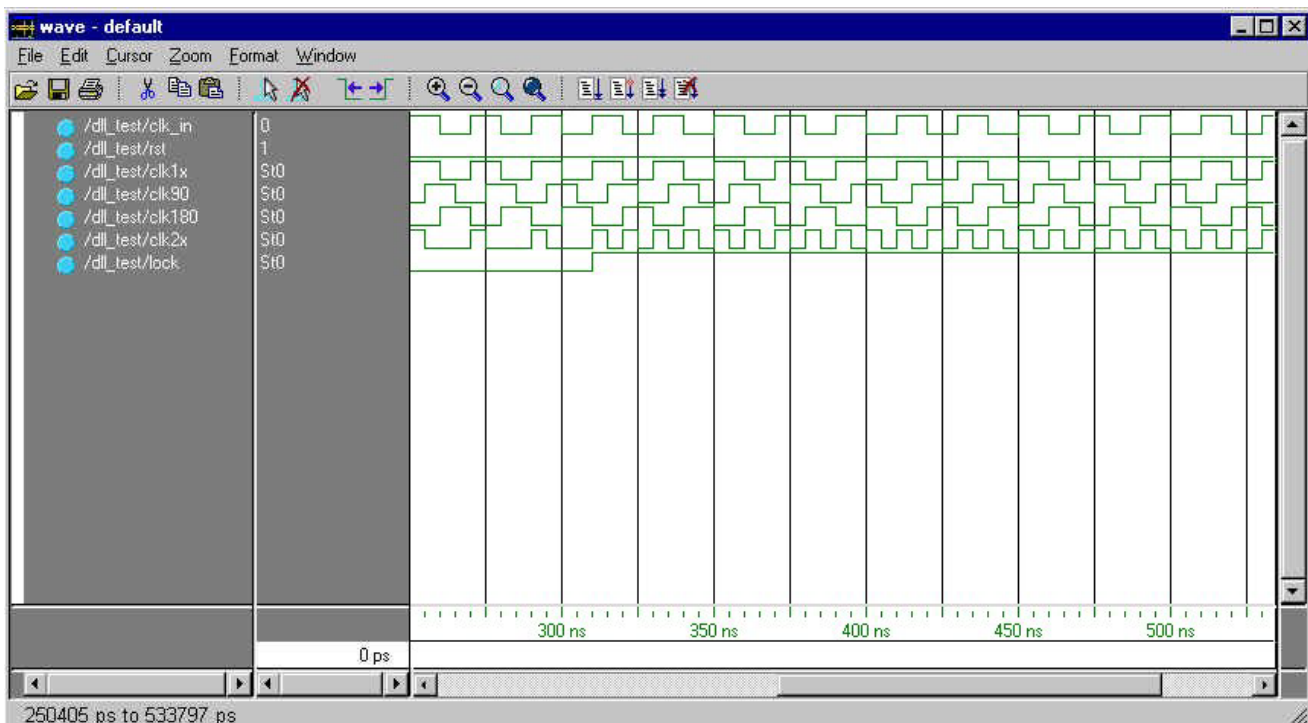 wave - default
File Edit Cursor Zoom Format Window
/dll_test/clk_in 0
/dll_test/rst 1
/dll_test/clk1x St0
/dll_test/clk90 St0
/dll_test/clk180 St0
/dll_test/clk2x St0
/dll_test/lock St0
300 ns 350 ns 400 ns 450 ns 500 ns
0 ps
250405 ps to 533797 ps